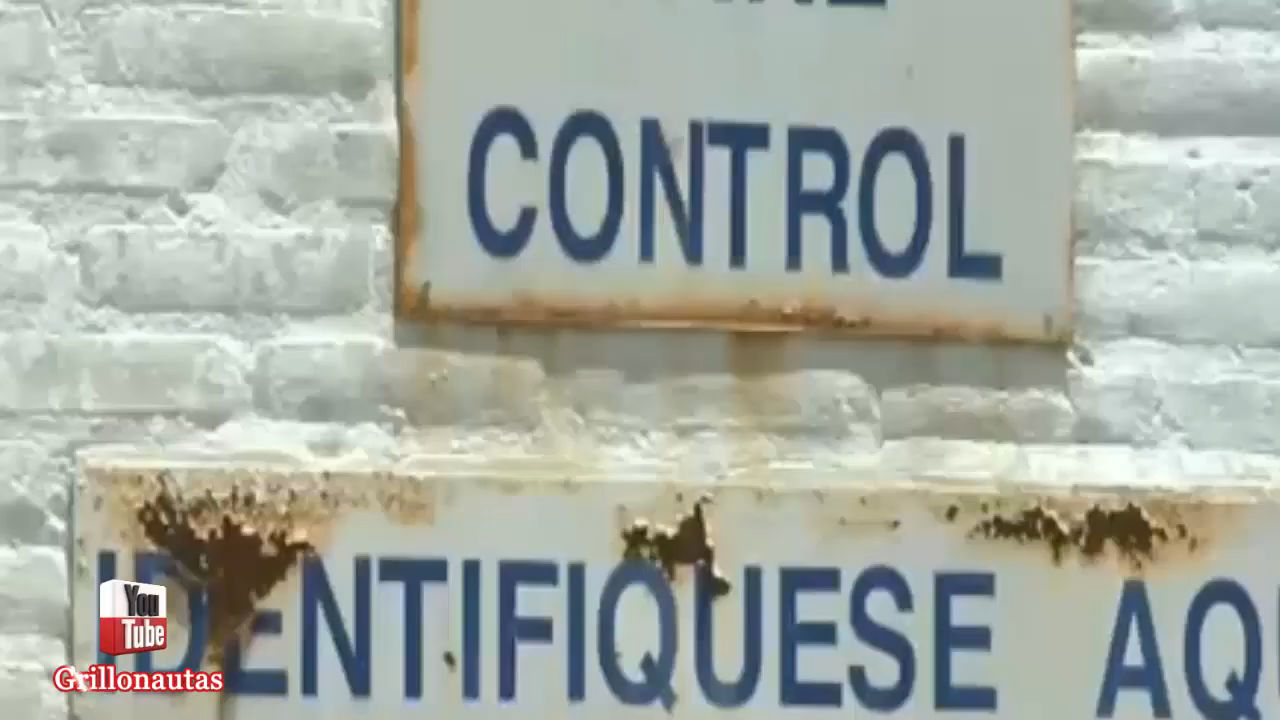 CONTROL
IDENTIFIQUESE AQ
You
Tube
Grillonautas